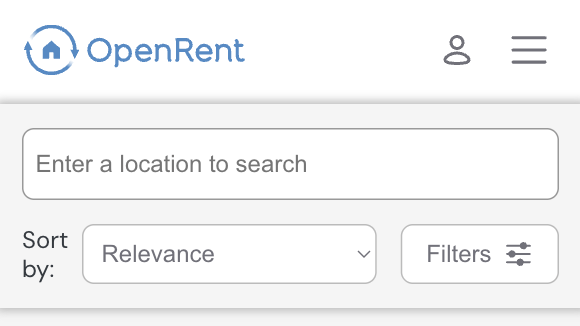 OpenRent
Enter a location to search
Sort
by:
Relevance
Filters